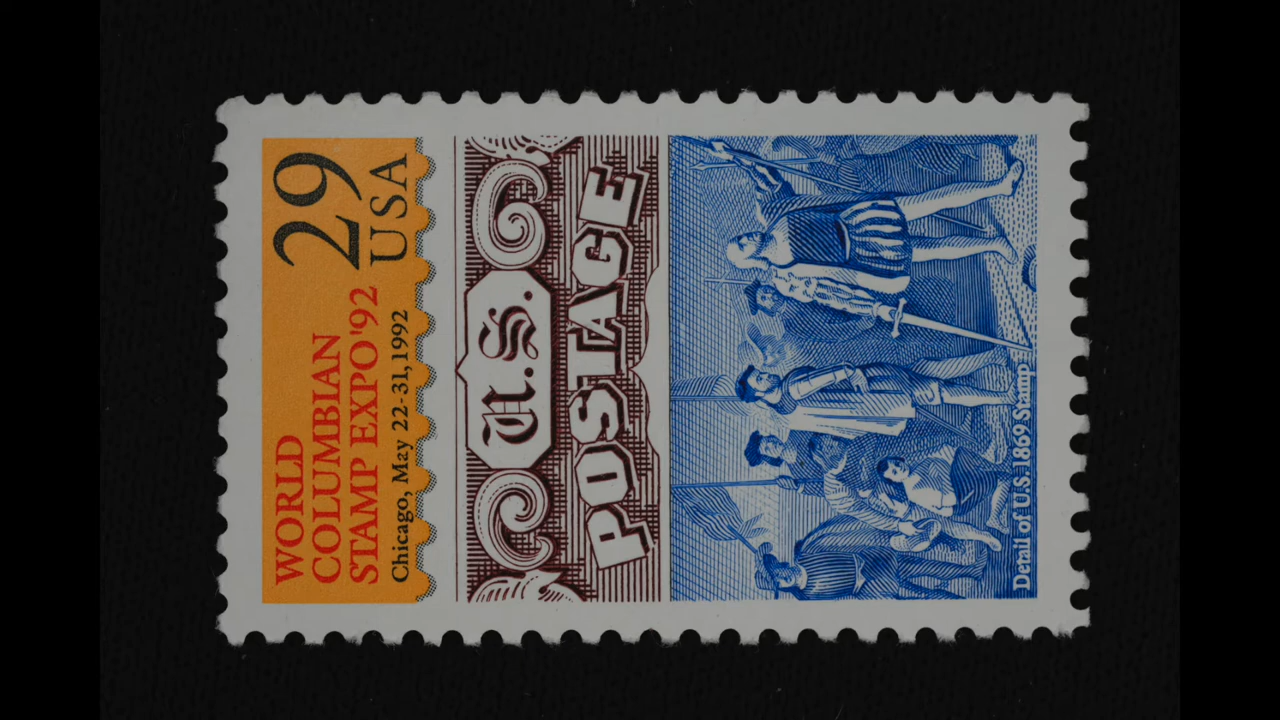 WORLD
COLUMBIAN
STAMP EXPO '92
Chicago, May 22-31, 1992
29
USA
U.S.
POSTAGE
Detail of U.S. 1869 Stamp